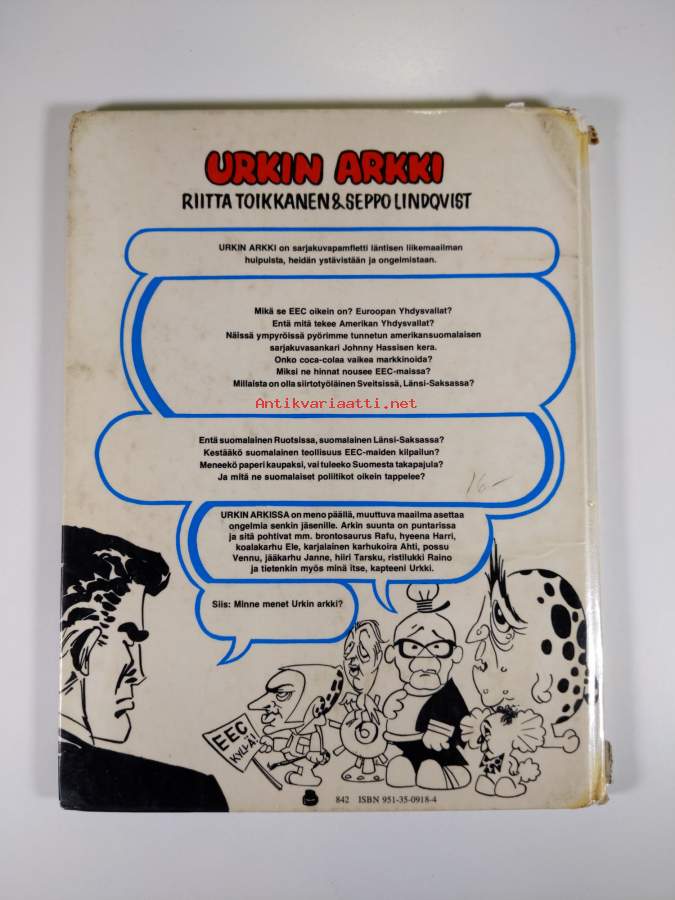 URKIN ARKKI
RIITTA TOIKKANEN & SEPPO LINDQVIST
URKIN ARKKI on sarjakuvapamfletti läntisen liikemaailman
huipuista, heidän ystävistään ja ongelmistaan.
Mikä se EEC oikein on? Euroopan Yhdysvallat?
Entä mitä tekee Amerikan Yhdysvallat?
Näissä ympyröissä pyörimme tunnetun amerikansuomalaisen
sarjakuvasankari Johnny Hassisen kera.
Onko coca-colaa vaikea markkinoida?
Miksi ne hinnat nousee EEC-maissa?
Millaista on olla siirtotyöläinen Sveitsissä, Länsi-Saksassa?
Antikvariaatti.net
Entä suomalainen Ruotsissa, suomalainen Länsi-Saksassa?
Kestääkö suomalainen teollisuus EEC-maiden kilpailun?
Meneekö paperi kaupaksi, vai tuleeko Suomesta takapajula?
Ja mitä ne suomalaiset poliitikot oikein tappelee?
16-
URKIN ARKISSA on meno päällä, muuttuva maailma asettaa
ongelmia senkin jäsenille. Arkin suunta on puntarissa
ja sitä pohtivat mm. brontosaurus Rafu, hyeena Harri,
koalakarhu Ele, karjalainen karhukoira Ahti, possu
Vennu, jääkarhu Janne, hiiri Tarsku, ristilukki Raino
ja tietenkin myös minä itse, kapteeni Urkki.
Siis: Minne menet Urkin arkki?
EEC
KYLLÄ!
842 ISBN 951-35-0918-4